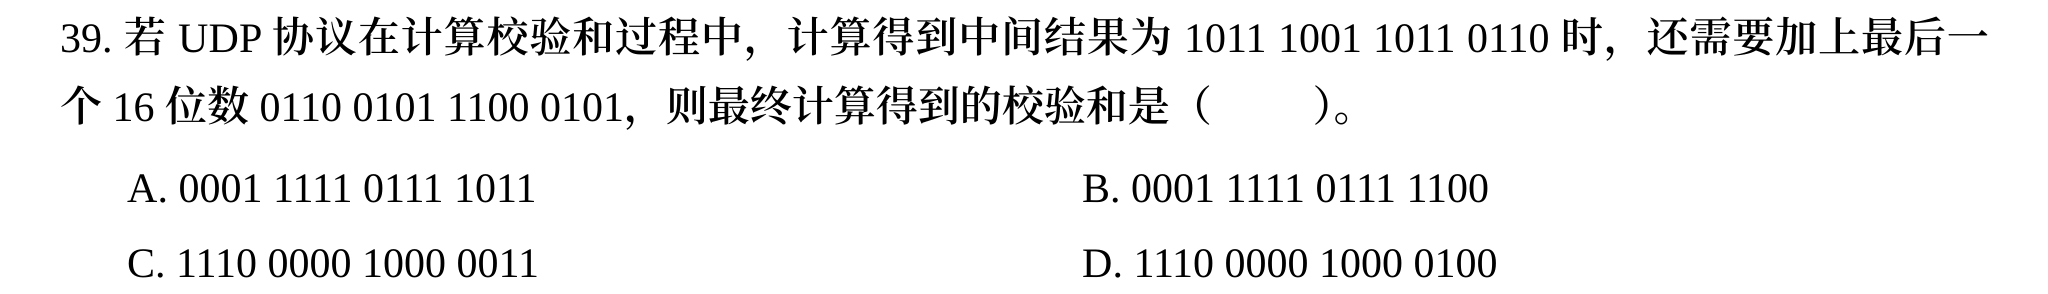 39. 若 UDP 协议在计算校验和过程中，计算得到中间结果为 1011 1001 1011 0110 时，还需要加上最后一
个 16 位数 0110 0101 1100 0101，则最终计算得到的校验和是（　　）。
A. 0001 1111 0111 1011　　B. 0001 1111 0111 1100
C. 1110 0000 1000 0011　　D. 1110 0000 1000 0100